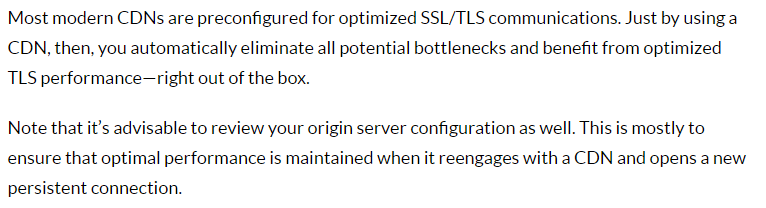 Most modern CDNs are preconfigured for optimized SSL/TLS communications. Just by using a
CDN, then, you automatically eliminate all potential bottlenecks and benefit from optimized
TLS performance—right out of the box.
Note that it’s advisable to review your origin server configuration as well. This is mostly to
ensure that optimal performance is maintained when it reengages with a CDN and opens a new
persistent connection.